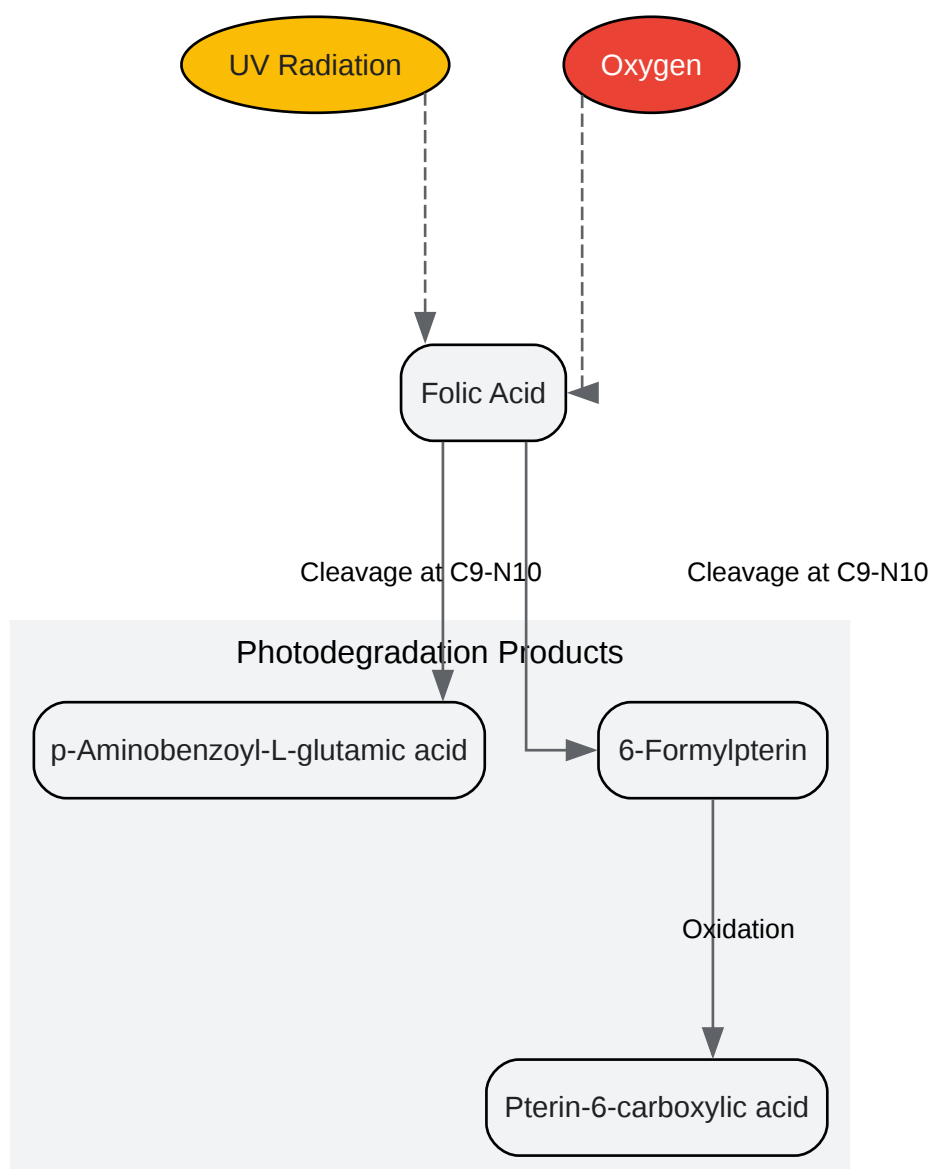 UV Radiation
Oxygen
Folic Acid
Cleavage at C9-N10
Cleavage at C9-N10
Photodegradation Products
p-Aminobenzoyl-L-glutamic acid
6-Formylpterin
Oxidation
Pterin-6-carboxylic acid